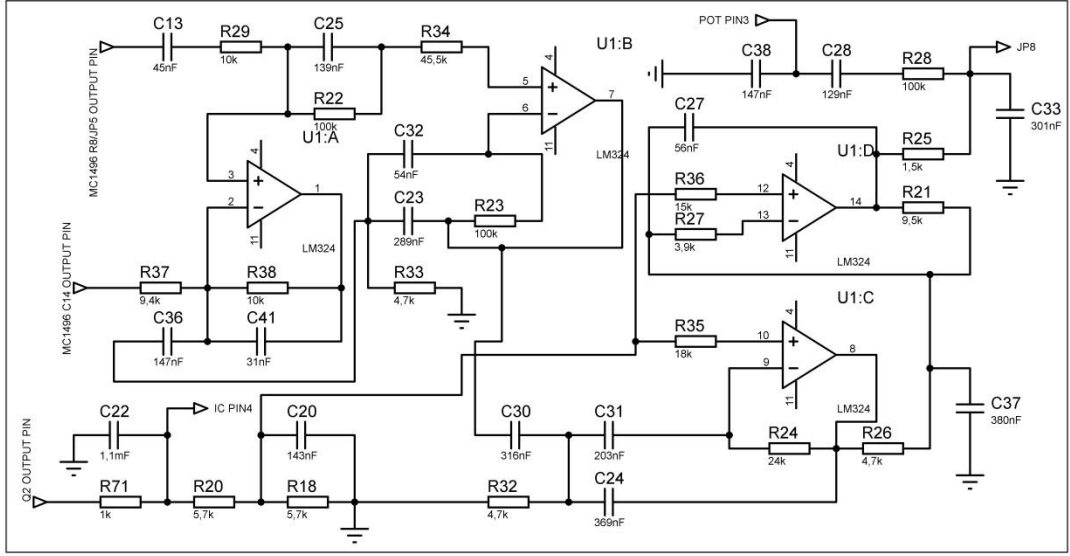 C13
45nF
R29
10k
C25
139nF
R34
45,5k
R22
100k
U1:B
4
5
6
7
11
LM324
POT PIN3
JP8
C38
147nF
C28
129nF
R28
100k
C33
301nF
C27
56nF
R25
1,5k
MC1496 R8/JP5 OUTPUT PIN
U1:A
4
3
2
1
11
LM324
C32
54nF
C23
289nF
R23
100k
R33
4,7k
U1:D
R36
15k
R27
3,9k
4
12
13
14
11
LM324
R21
9,5k
MC1496 C14 OUTPUT PIN
R37
9,4k
R38
10k
C36
147nF
C41
31nF
U1:C
R35
18k
4
10
9
8
11
LM324
C37
380nF
IC PIN4
C22
1,1mF
C20
143nF
C30
316nF
C31
203nF
R24
24k
R26
4,7k
Q2 OUTPUT PIN
R71
1k
R20
5,7k
R18
5,7k
R32
4,7k
C24
369nF